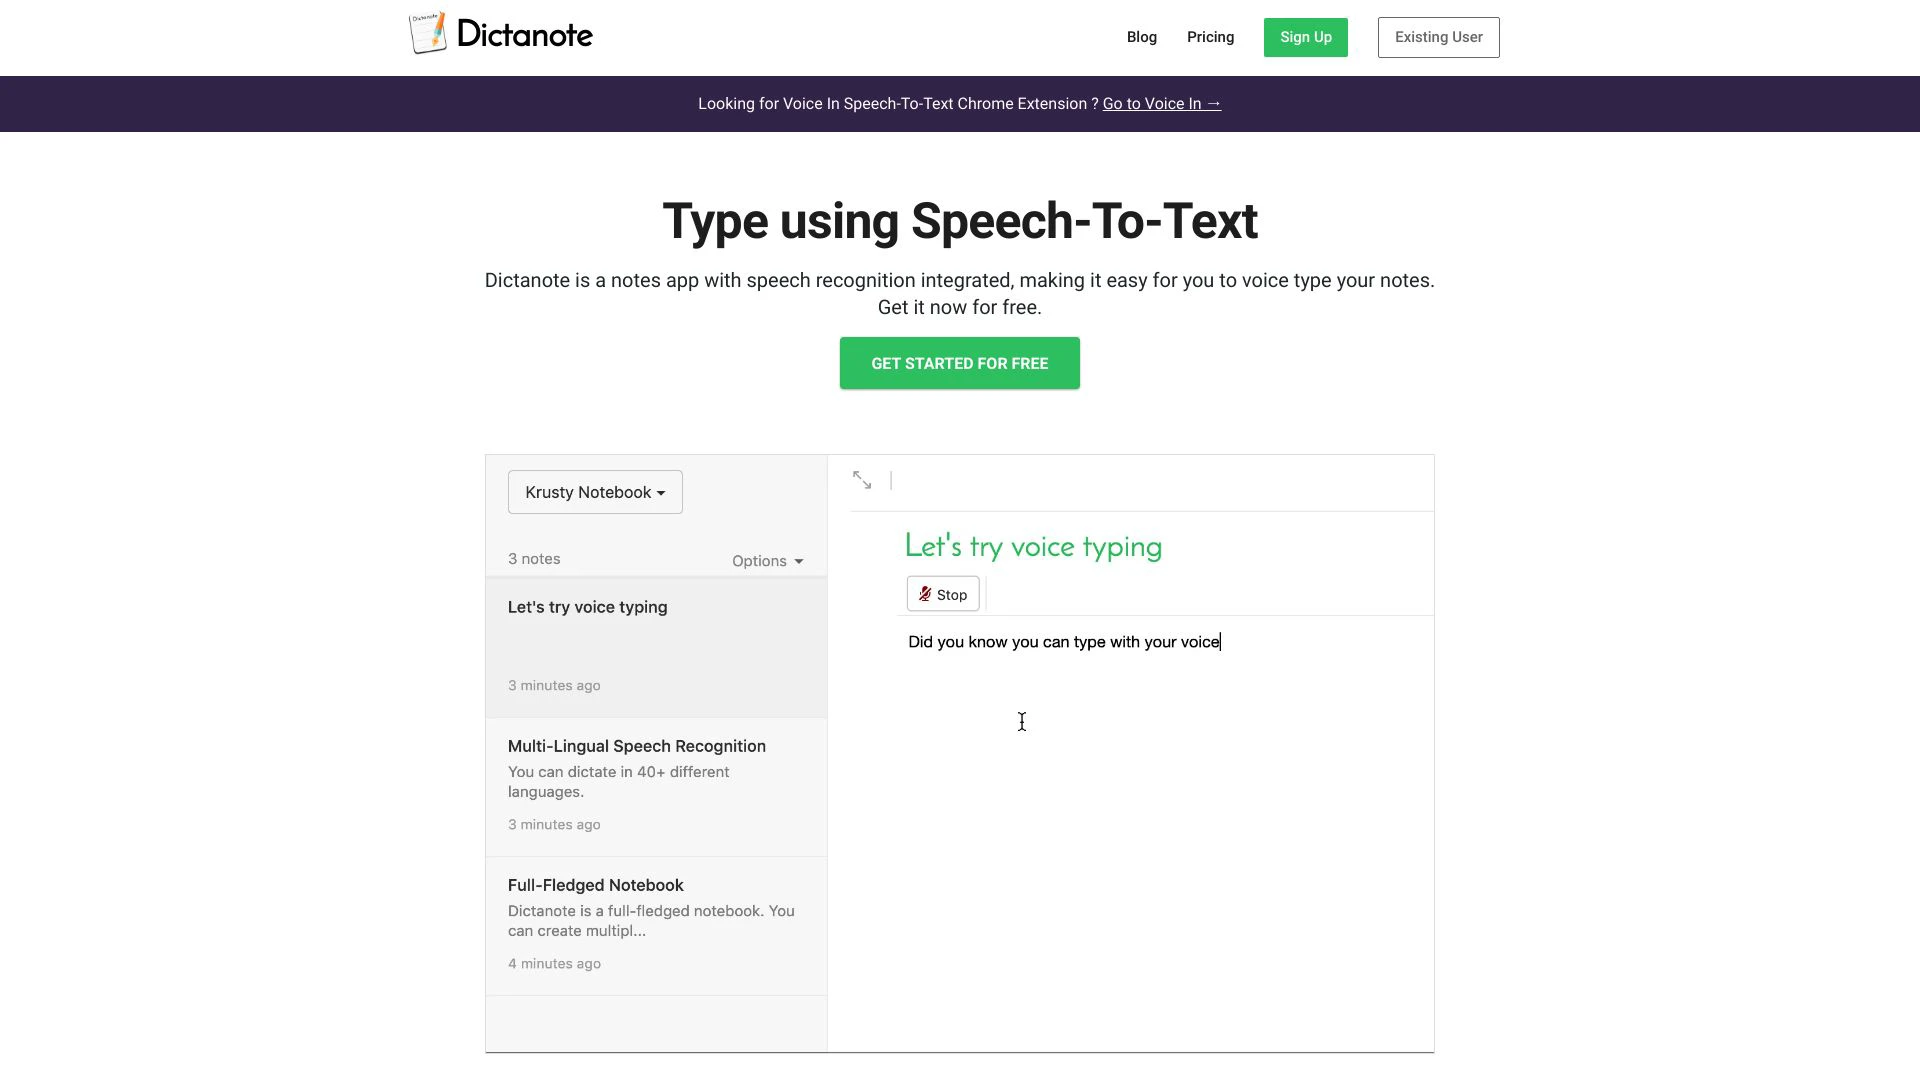 Dictanote
Blog
Pricing
Sign Up
Existing User
Looking for Voice In Speech-To-Text Chrome Extension ? Go to Voice In →
Type using Speech-To-Text
Dictanote is a notes app with speech recognition integrated, making it easy for you to voice type your notes.
Get it now for free.
GET STARTED FOR FREE
Krusty Notebook
3 notes
Options
Let's try voice typing
3 minutes ago
Multi-Lingual Speech Recognition
You can dictate in 40+ different
languages.
3 minutes ago
Full-Fledged Notebook
Dictanote is a full-fledged notebook. You
can create multipl...
4 minutes ago
Let's try voice typing
Stop
Did you know you can type with your voice